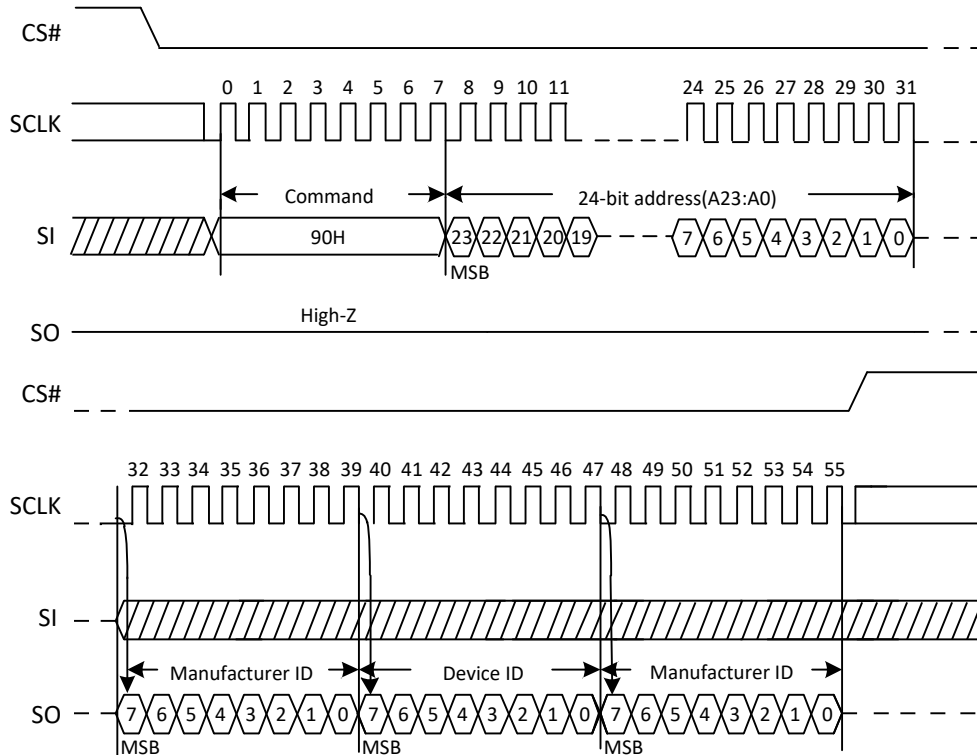 CS#
0 1 2 3 4 5 6 7 8 9 10 11 24 25 26 27 28 29 30 31
SCLK
Command 24-bit address(A23:A0)
SI 90H 23 22 21 20 19 7 6 5 4 3 2 1 0
MSB
High-Z
SO
CS#
32 33 34 35 36 37 38 39 40 41 42 43 44 45 46 47 48 49 50 51 52 53 54 55
SCLK
SI
Manufacturer ID Device ID Manufacturer ID
SO 7 6 5 4 3 2 1 0 7 6 5 4 3 2 1 0 7 6 5 4 3 2 1 0
MSB MSB MSB